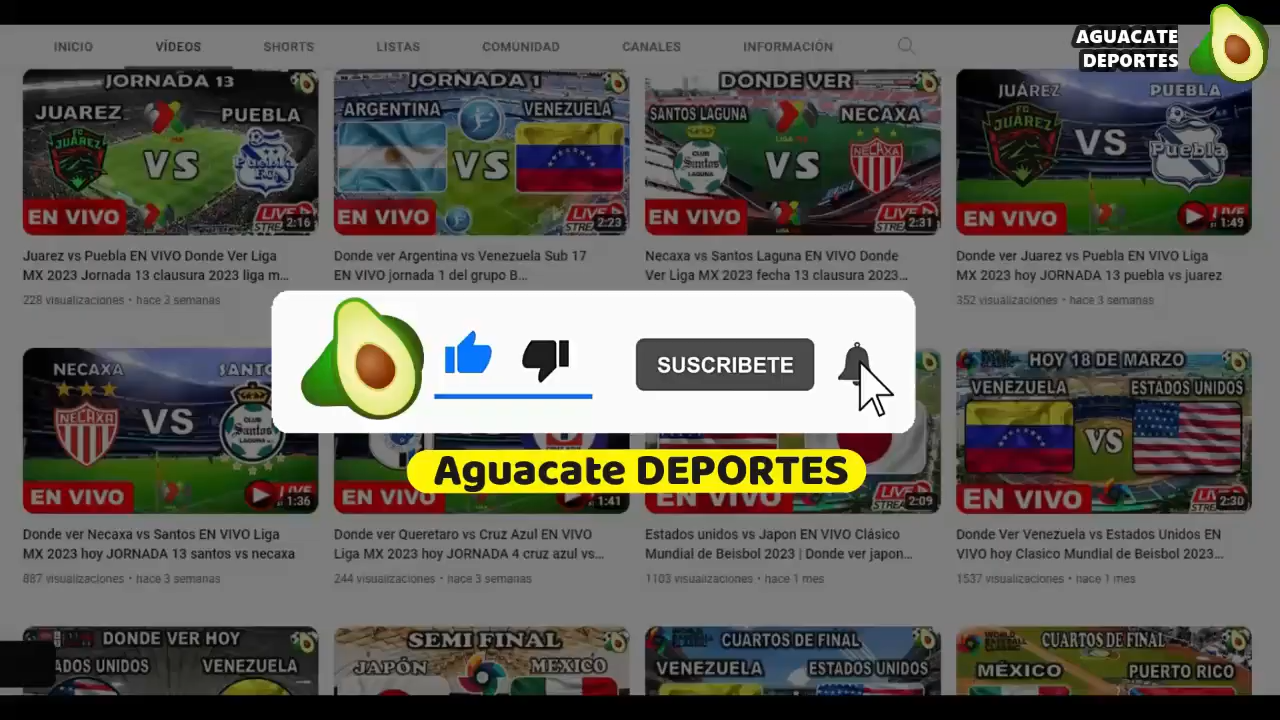 INICIO
VÍDEOS
SHORTS
LISTAS
COMUNIDAD
CANALES
INFORMACIÓN
AGUACATE
DEPORTES
JORNADA 13
JUAREZ
PUEBLA
VS
EN VIVO
LIVE
2:16
JORNADA 1
ARGENTINA
VENEZUELA
VS
EN VIVO
LIVE
2:23
DONDE VER
SANTOS LAGUNA
NECAXA
VS
EN VIVO
LIVE
2:31
JUÁREZ
PUEBLA
VS
EN VIVO
LIVE
1:49
Juarez vs Puebla EN VIVO Donde Ver Liga
MX 2023 Jornada 13 clausura 2023 liga m...
228 visualizaciones • hace 3 semanas
Donde ver Argentina vs Venezuela Sub 17
EN VIVO jornada 1 del grupo B...
Necaxa vs Santos Laguna EN VIVO Donde
Ver Liga MX 2023 fecha 13 clausura 2023...
Donde ver Juarez vs Puebla EN VIVO Liga
MX 2023 hoy JORNADA 13 puebla vs juarez
352 visualizaciones • hace 3 semanas
SUSCRIBETE
Aguacate DEPORTES
NECAXA
VS
EN VIVO
LIVE
1:36
EN VIVO
1:41
EN VIVO
LIVE
2:09
HOY 18 DE MARZO
VENEZUELA
ESTADOS UNIDOS
VS
EN VIVO
2:30
Donde ver Necaxa vs Santos EN VIVO Liga
MX 2023 hoy JORNADA 13 santos vs necaxa
887 visualizaciones • hace 3 semanas
Donde ver Queretaro vs Cruz Azul EN VIVO
Liga MX 2023 hoy JORNADA 4 cruz azul vs...
244 visualizaciones • hace 3 semanas
Estados unidos vs Japon EN VIVO Clásico
Mundial de Beisbol 2023 | Donde ver japon...
1103 visualizaciones • hace 1 mes
Donde Ver Venezuela vs Estados Unidos EN
VIVO hoy Clasico Mundial de Beisbol 2023...
1537 visualizaciones • hace 1 mes
DONDE VER HOY
ADOS UNIDOS
VENEZUELA
SEMI FINAL
JAPÓN
MEXICO
CUARTOS DE FINAL
VENEZUELA
ESTADOS UNIDOS
CUARTOS DE FINAL
MÉXICO
PUERTO RICO